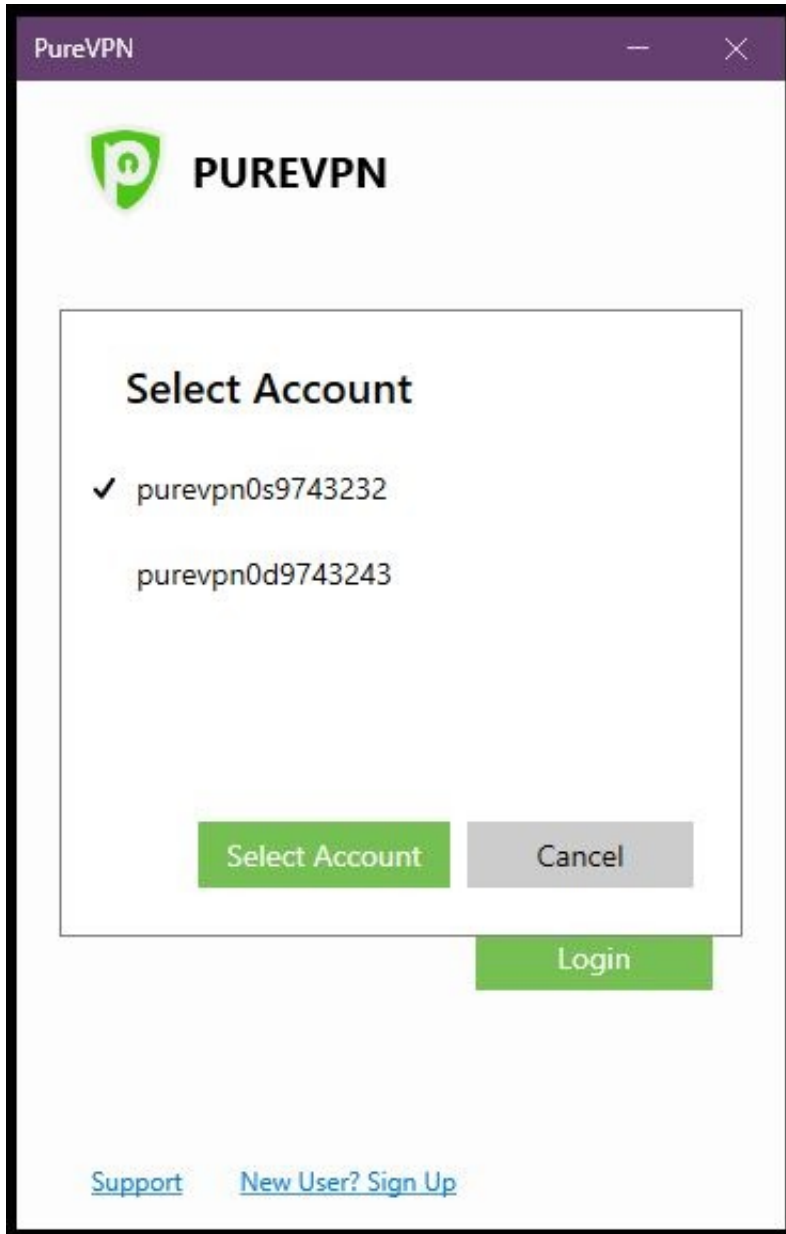 PureVPN
PUREVPN
Select Account
purevpn0s9743232
purevpn0d9743243
Select Account Cancel
Login
Support New User? Sign Up